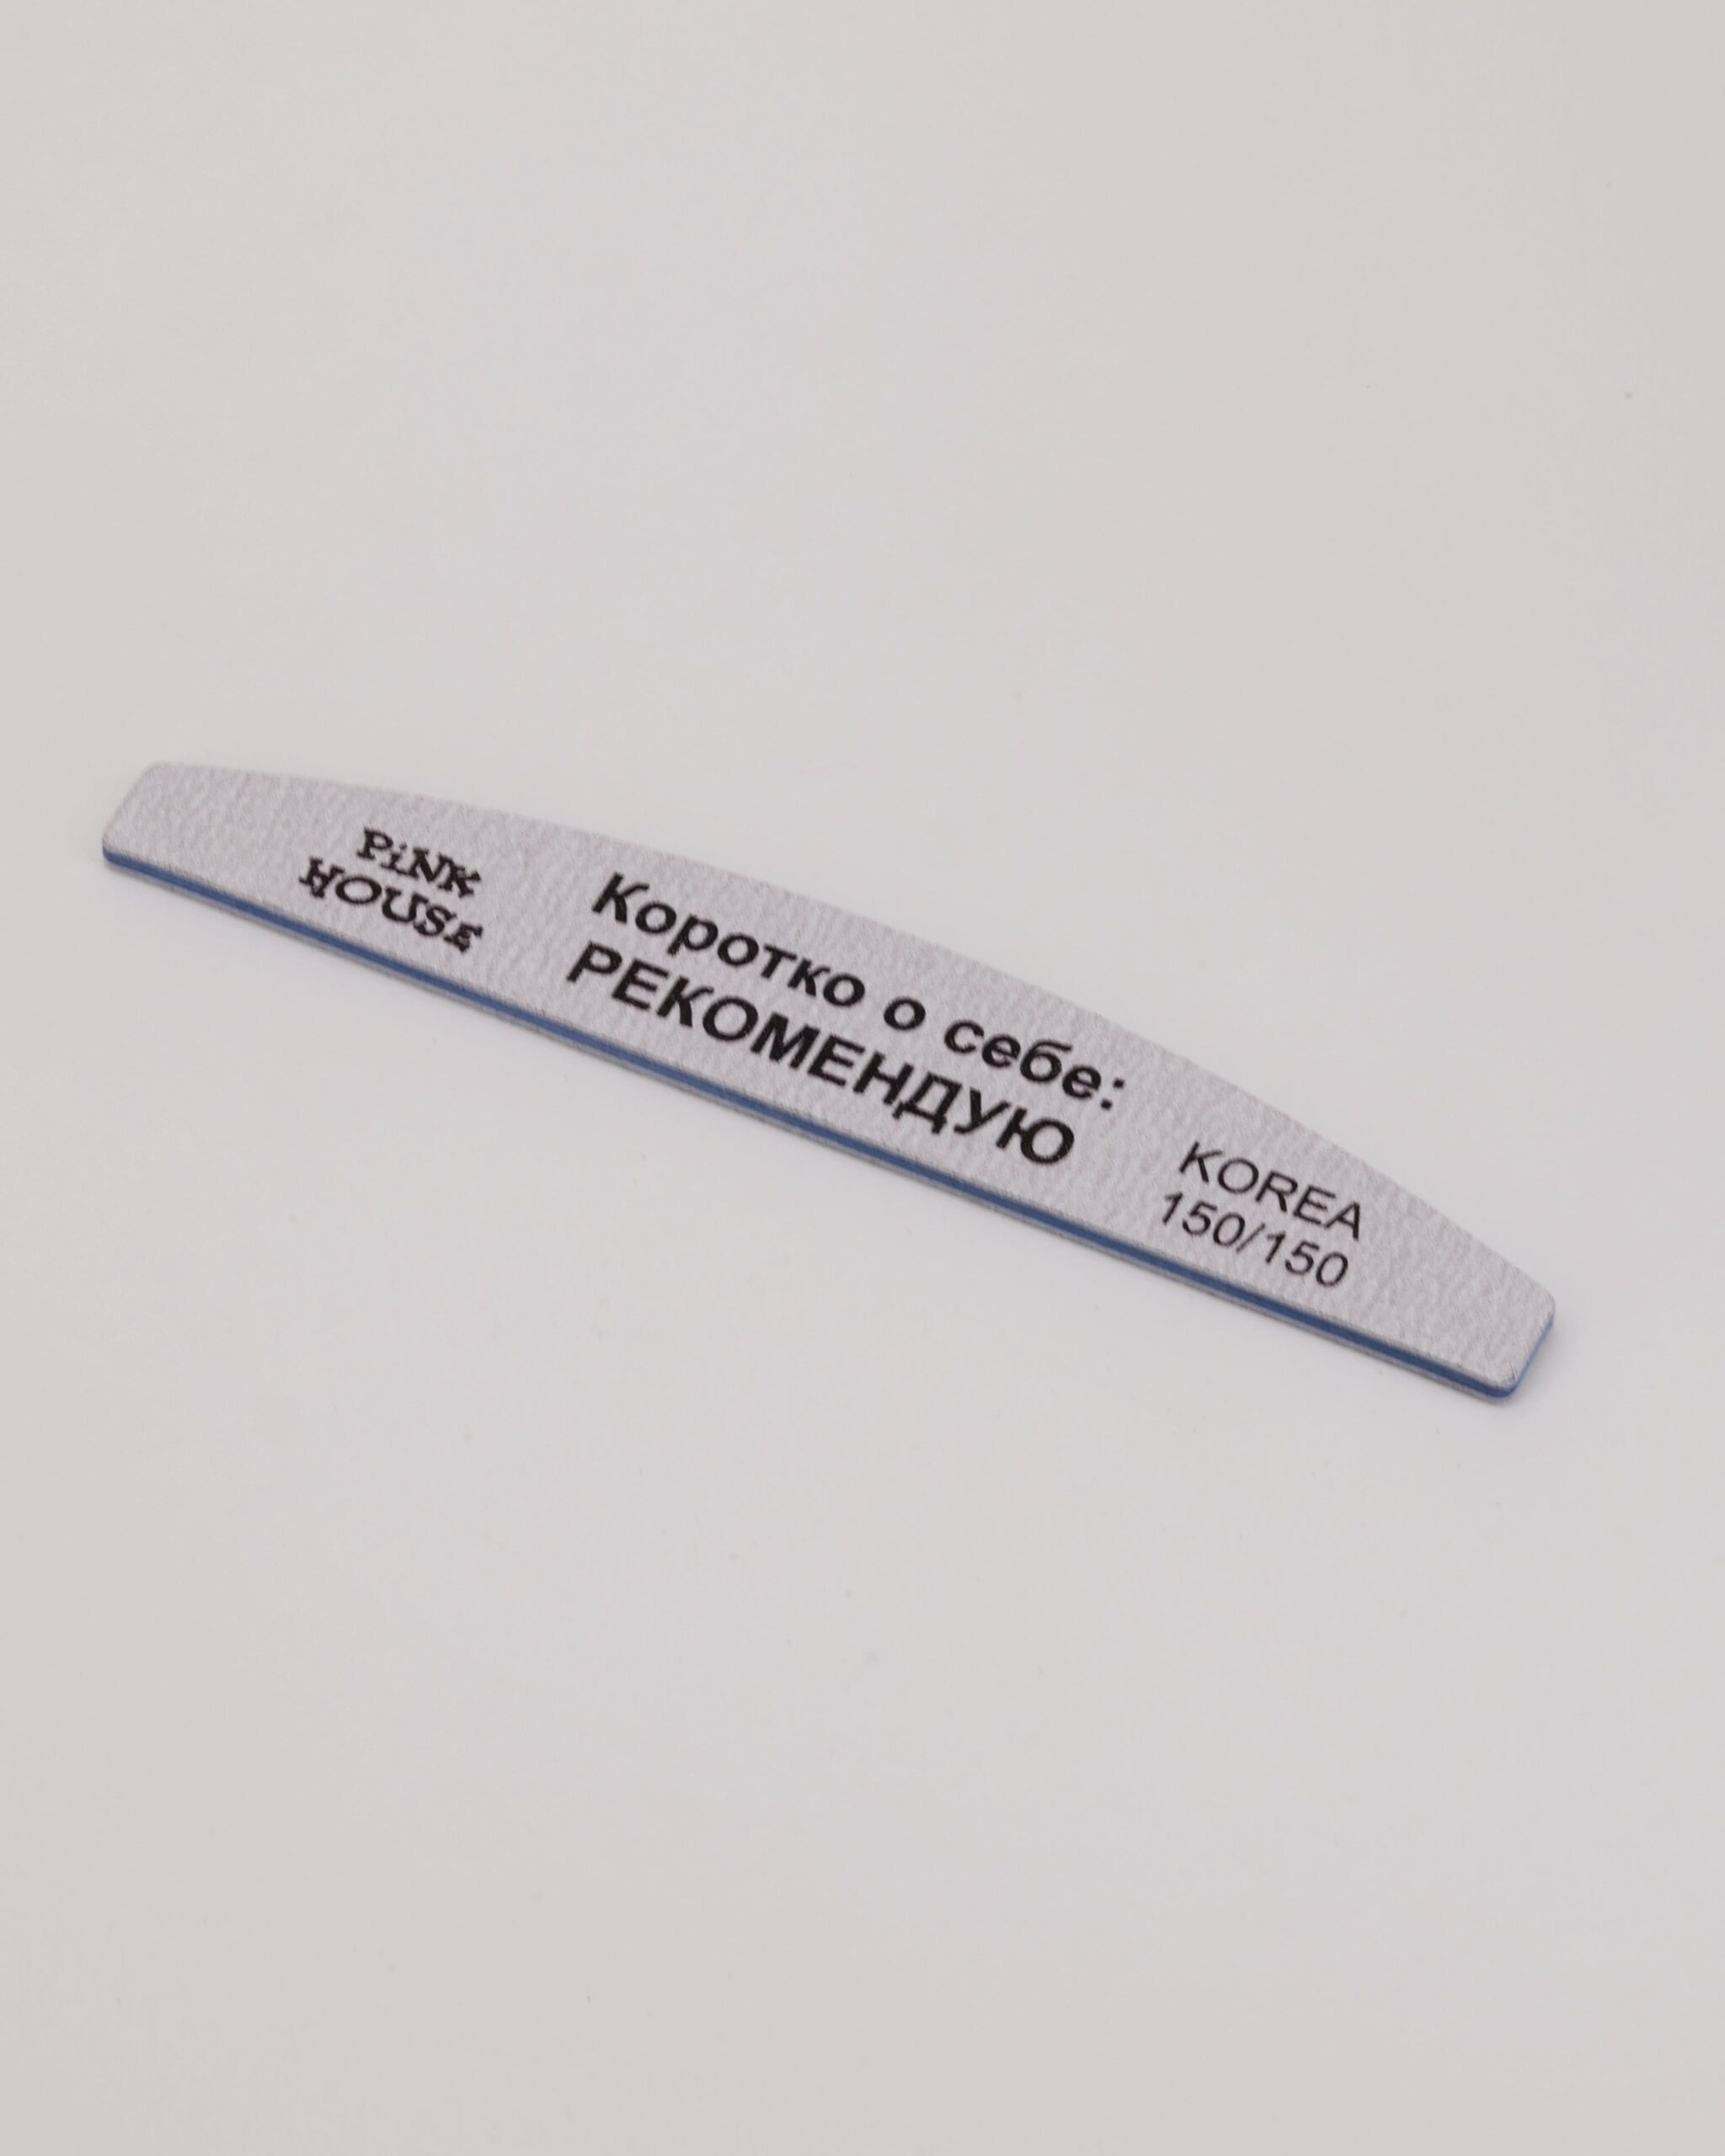 PiNK
HOUSE
Коротко о себе:
РЕКОМЕНДУЮ
KOREA
150/150